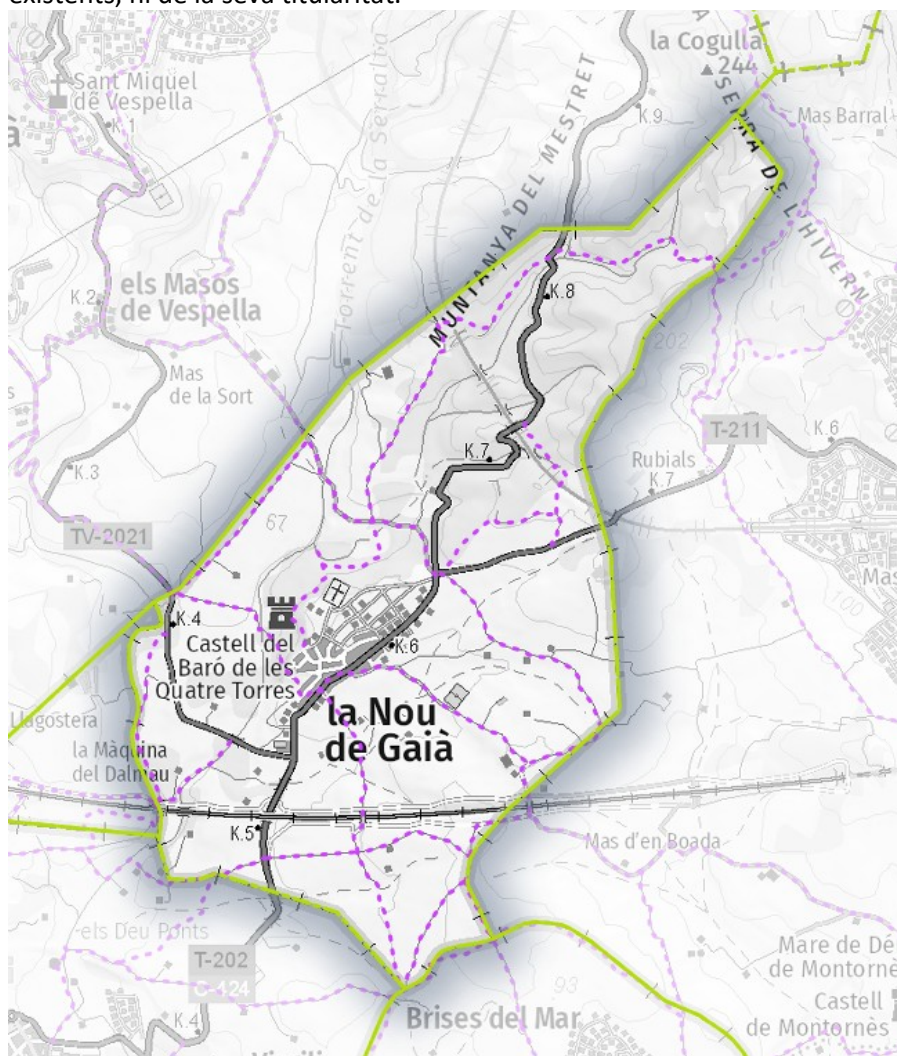 existents, ni de la seva titularitat.
la Cogulla
244
Sant Miquel
de Vespella
K.1
K.9
Mas Barral
SERRA DE L'HIVERN
MUNTANYA DEL MESTRET
Torrent de la Serralba
els Masos
de Vespella
K.2
K.8
202
Mas
de la Sort
T-211
K.6
K.3
K.7
Rubials
K.7
67
TV-2021
Mas
100
K.4
Castell del
Baró de les
Quatre Torres
K.6
la Nou
de Gaià
Llagostera
la Màquina
del Dalmau
K.5
Mas d'en Boada
els Deu Ponts
T-202
C-424
93
Mare de Dé
de Montornè
K.4
Brises del Mar
Castell
de Montornès